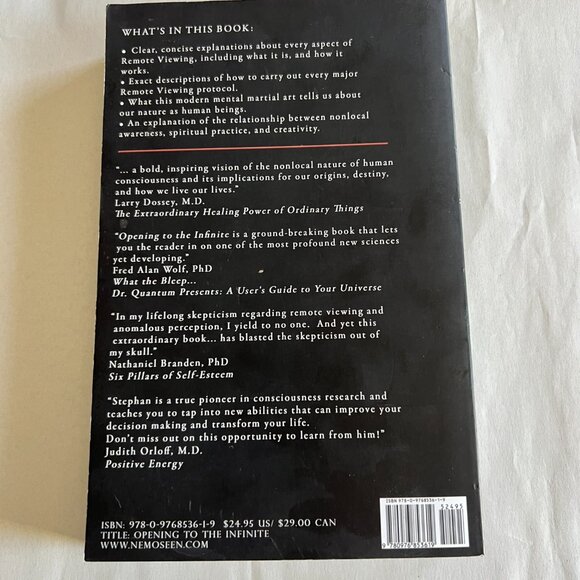 WHAT'S IN THIS BOOK:
• Clear, concise explanations about every aspect of
Remote Viewing, including what it is, and how it
works.
• Exact descriptions of how to carry out every major
Remote Viewing protocol.
• What this modern mental martial art tells us about
our nature as human beings.
• An explanation of the relationship between nonlocal
awareness, spiritual practice, and creativity.
"... a bold, inspiring vision of the nonlocal nature of human
consciousness and its implications for our origins, destiny,
and how we live our lives."
Larry Dossey, M.D.
The Extraordinary Healing Power of Ordinary Things
"Opening to the Infinite is a ground-breaking book that lets
you the reader in on one of the most profound new sciences
yet developing."
Fred Alan Wolf, PhD
What the Bleep...
Dr. Quantum Presents: A User's Guide to Your Universe
"In my lifelong skepticism regarding remote viewing and
anomalous perception, I yield to no one. And yet this
extraordinary book... has blasted the skepticism out of
my skull."
Nathaniel Branden, PhD
Six Pillars of Self-Esteem
"Stephan is a true pioneer in consciousness research and
teaches you to tap into new abilities that can improve your
decision making and transform your life.
Don't miss out on this opportunity to learn from him!"
Judith Orloff, M.D.
Positive Energy
ISBN: 978-0-9768536-1-9 $24.95 US/ $29.00 CAN
TITLE: OPENING TO THE INFINITE
WWW.NEMOSEEN.COM
ISBN 978-0-9768536-1-9
52495
9 780976 853619